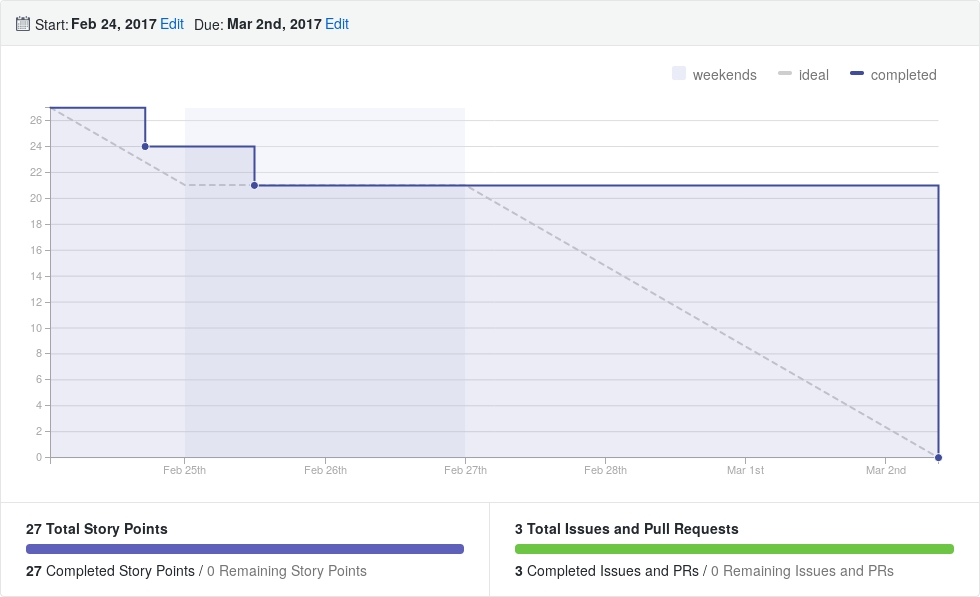 Start: Feb 24, 2017 Edit Due: Mar 2nd, 2017 Edit
weekends ideal completed
26
24
22
20
18
16
14
12
10
8
6
4
2
0
Feb 25th Feb 26th Feb 27th Feb 28th Mar 1st Mar 2nd
27 Total Story Points
27 Completed Story Points / 0 Remaining Story Points
3 Total Issues and Pull Requests
3 Completed Issues and PRs / 0 Remaining Issues and PRs